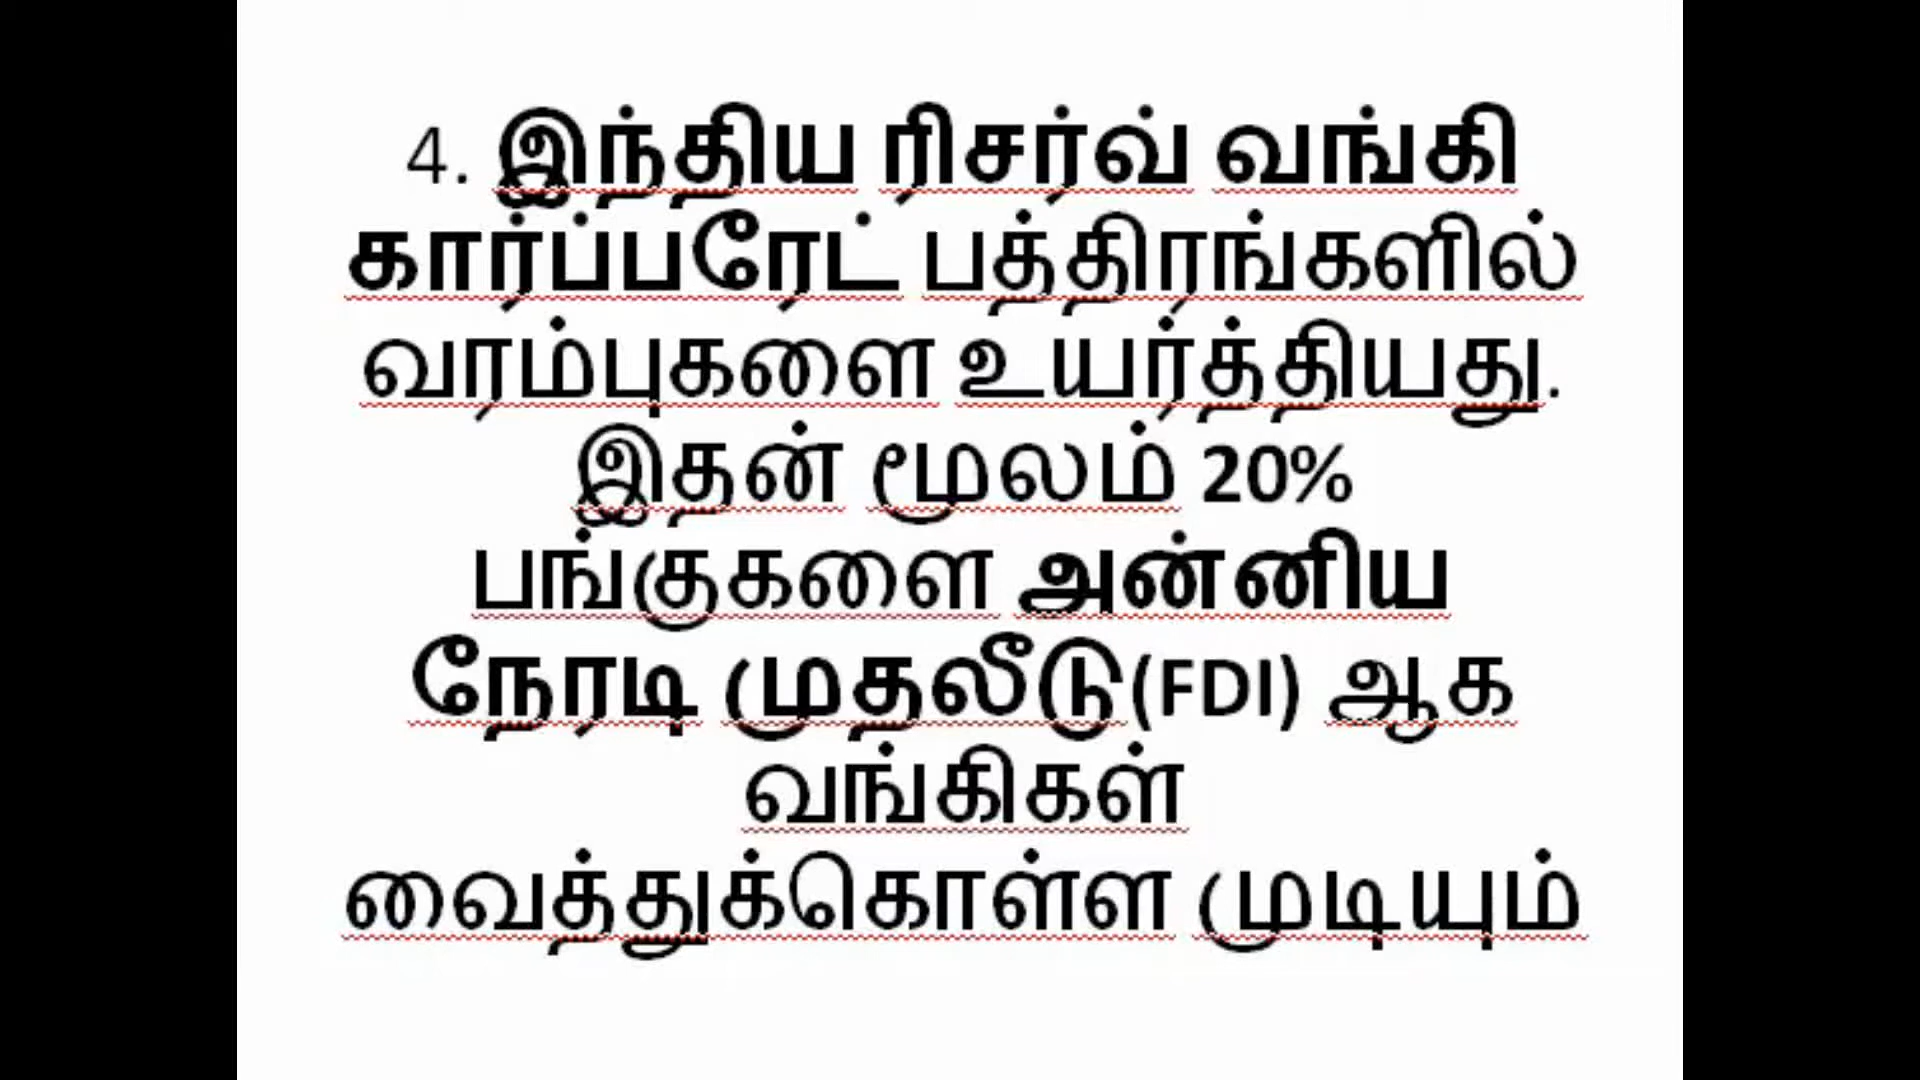 4. இந்திய ரிசர்வ் வங்கி
கார்ப்பரேட் பத்திரங்களில்
வரம்புகளை உயர்த்தியது.
இதன் மூலம் 20%
பங்குகளை அன்னிய
நேரடி முதலீடு(FDI) ஆக
வங்கிகள்
வைத்துக்கொள்ள முடியும்